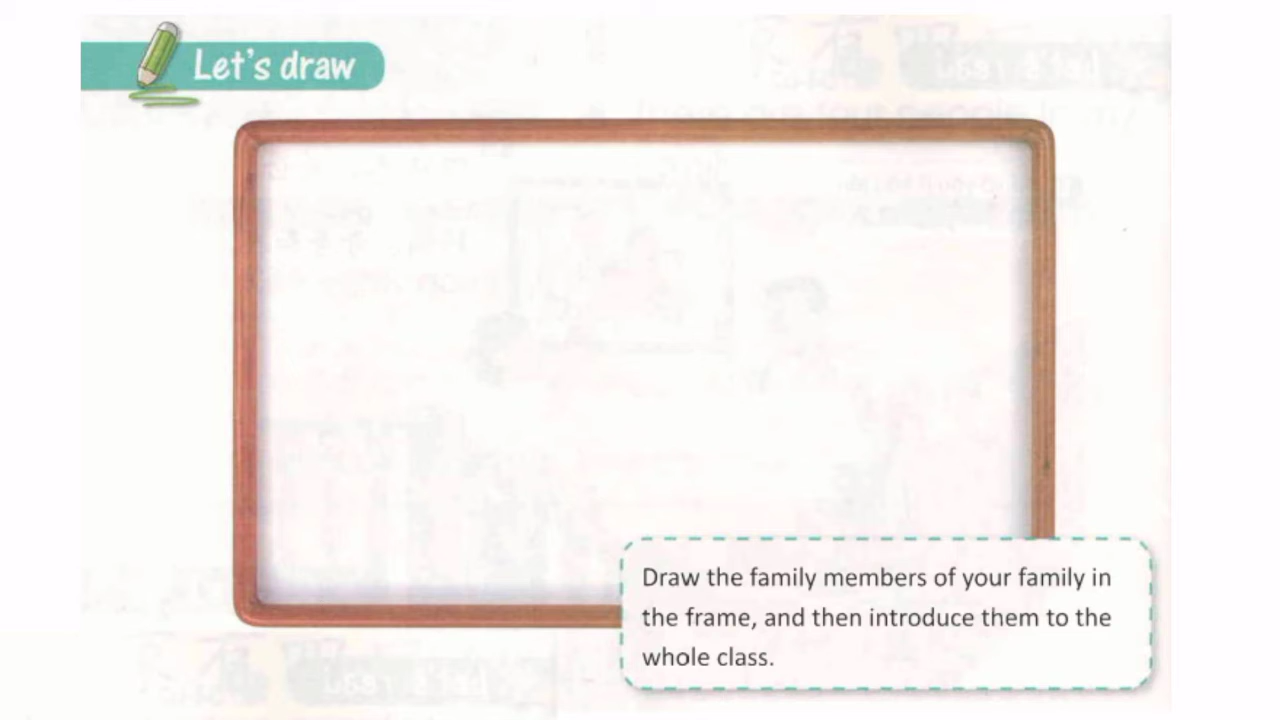 Let's draw
Draw the family members of your family in
the frame, and then introduce them to the
whole class.